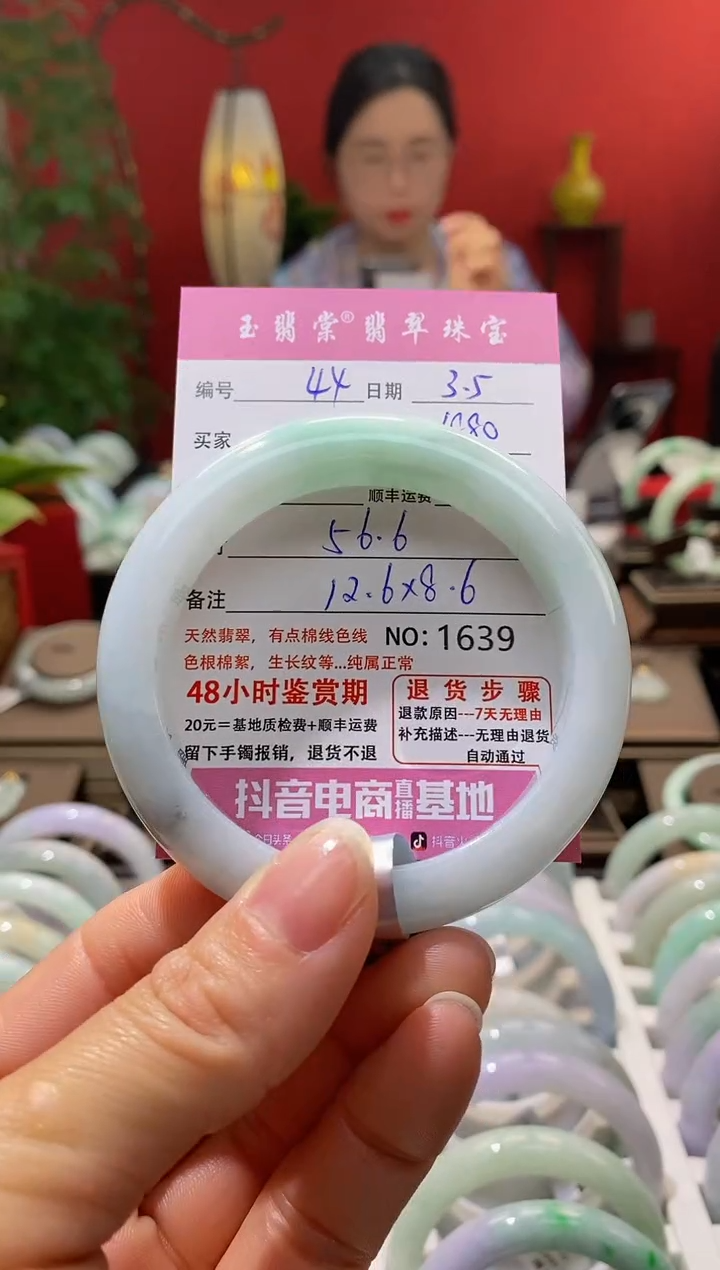 玉翡棠®翡翠珠宝
编号 44 日期 3.5
买家
顺丰运费
56.6
备注 12.6×8.6
天然翡翠，有点棉线色线 NO: 1639
色根棉絮，生长纹等...纯属正常
48小时鉴赏期
20元=基地质检费+顺丰运费
留下手镯报销，退货不退
退货步骤
退款原因---7天无理由
补充描述---无理由退货
自动通过
抖音电商直播基地
抖音火